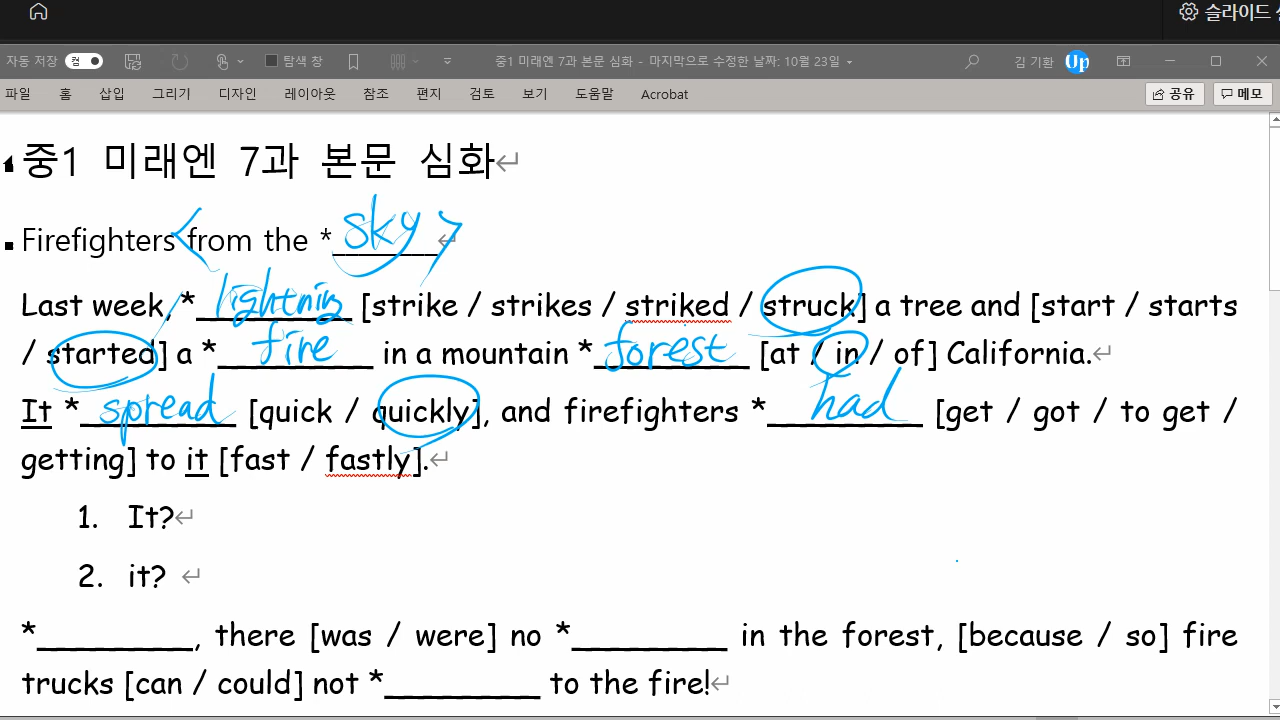 슬라이드
자동 저장 켬 탐색 창 중1 미래엔 7과 본문 심화 - 마지막으로 수정한 날짜: 10월 23일 김 기환 Up
파일 홈 삽입 그리기 디자인 레이아웃 참조 편지 검토 보기 도움말 Acrobat 공유 메모
중1 미래엔 7과 본문 심화
Firefighters from the *sky
Last week, *lightning [strike / strikes / striked / struck] a tree and [start / starts
/ started] a *fire in a mountain *forest [at / in / of] California.
It *spread [quick / quickly], and firefighters *had [get / got / to get /
getting] to it [fast / fastly].
1. It?
2. it?
*________, there [was / were] no *________ in the forest, [because / so] fire
trucks [can / could] not *________ to the fire!